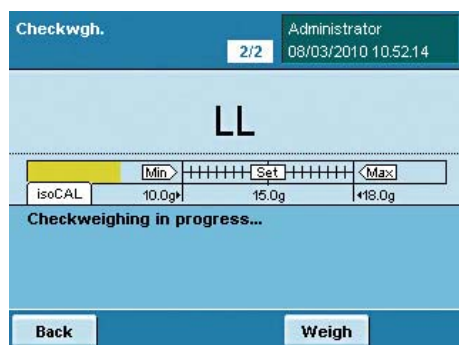 Checkwgh.
2/2
Administrator
08/03/2010 10.52.14
LL
Min Set Max
isoCAL 10.0g 15.0g 18.0g
Checkweighing in progress...
Back Weigh